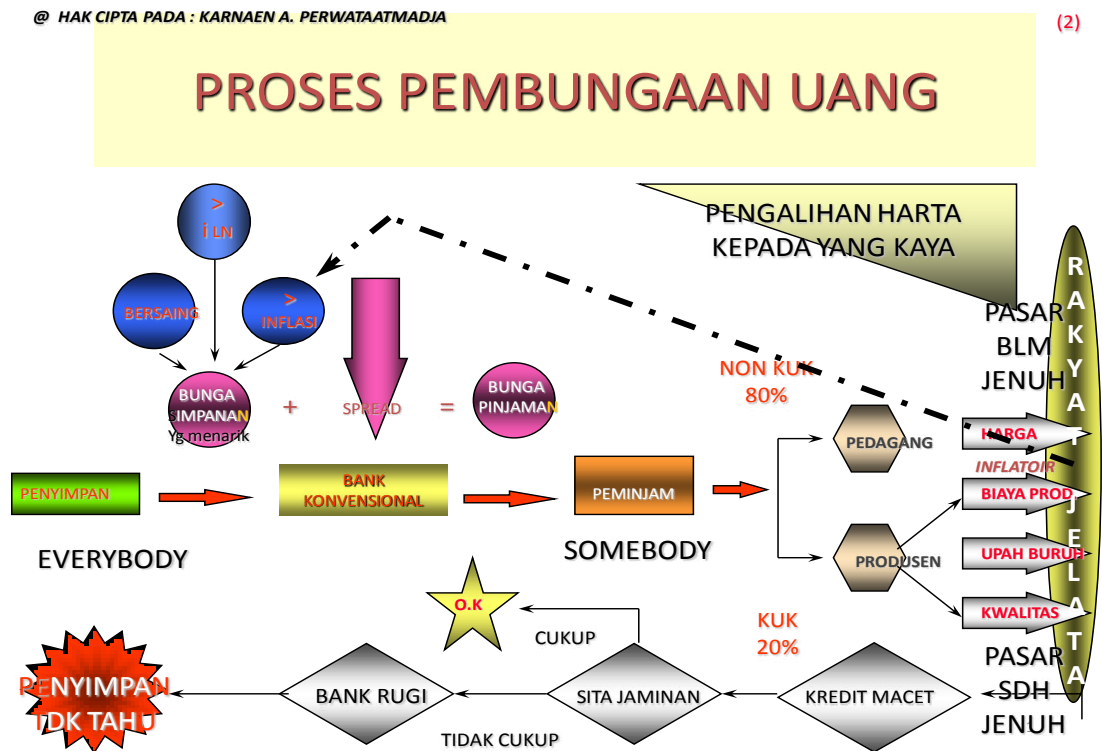 @ HAK CIPTA PADA : KARNAEN A. PERWATAATMADJA
(2)
PROSES PEMBUNGAAN UANG
>
i LN
BERSAING
>
INFLASI
PENGALIHAN HARTA
KEPADA YANG KAYA
PASAR
BLM
JENUH
RAKYAT JELATA
BUNGA
SIMPANAN
Yg menarik
+
SPREAD
=
BUNGA
PINJAMAN
NON KUK
80%
PEDAGANG
HARGA
INFLATOIR
PENYIMPAN
BANK
KONVENSIONAL
PEMINJAM
BIAYA PROD
EVERYBODY
SOMEBODY
PRODUSEN
UPAH BURUH
KWALITAS
O.K
CUKUP
KUK
20%
PASAR
SDH
JENUH
PENYIMPAN
TDK TAHU
BANK RUGI
SITA JAMINAN
KREDIT MACET
TIDAK CUKUP